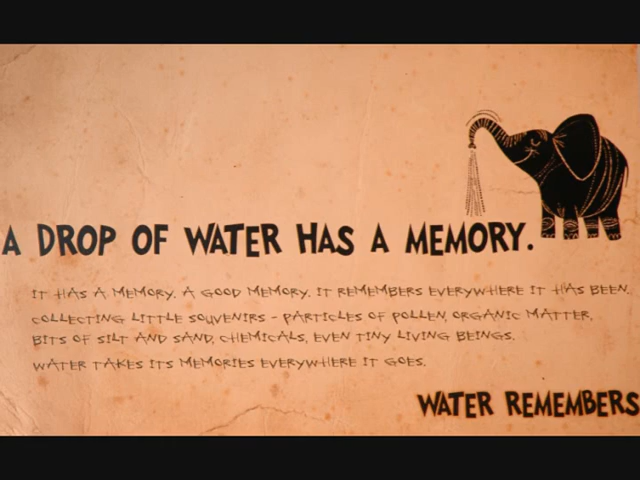 A DROP OF WATER HAS A MEMORY.
IT HAS A MEMORY. A GOOD MEMORY. IT REMEMBERS EVERYWHERE IT HAS BEEN.
COLLECTING LITTLE SOUVENIRS - PARTICLES OF POLLEN, ORGANIC MATTER,
BITS OF SILT AND SAND, CHEMICALS, EVEN TINY LIVING BEINGS.
WATER TAKES ITS MEMORIES EVERYWHERE IT GOES.
WATER REMEMBERS